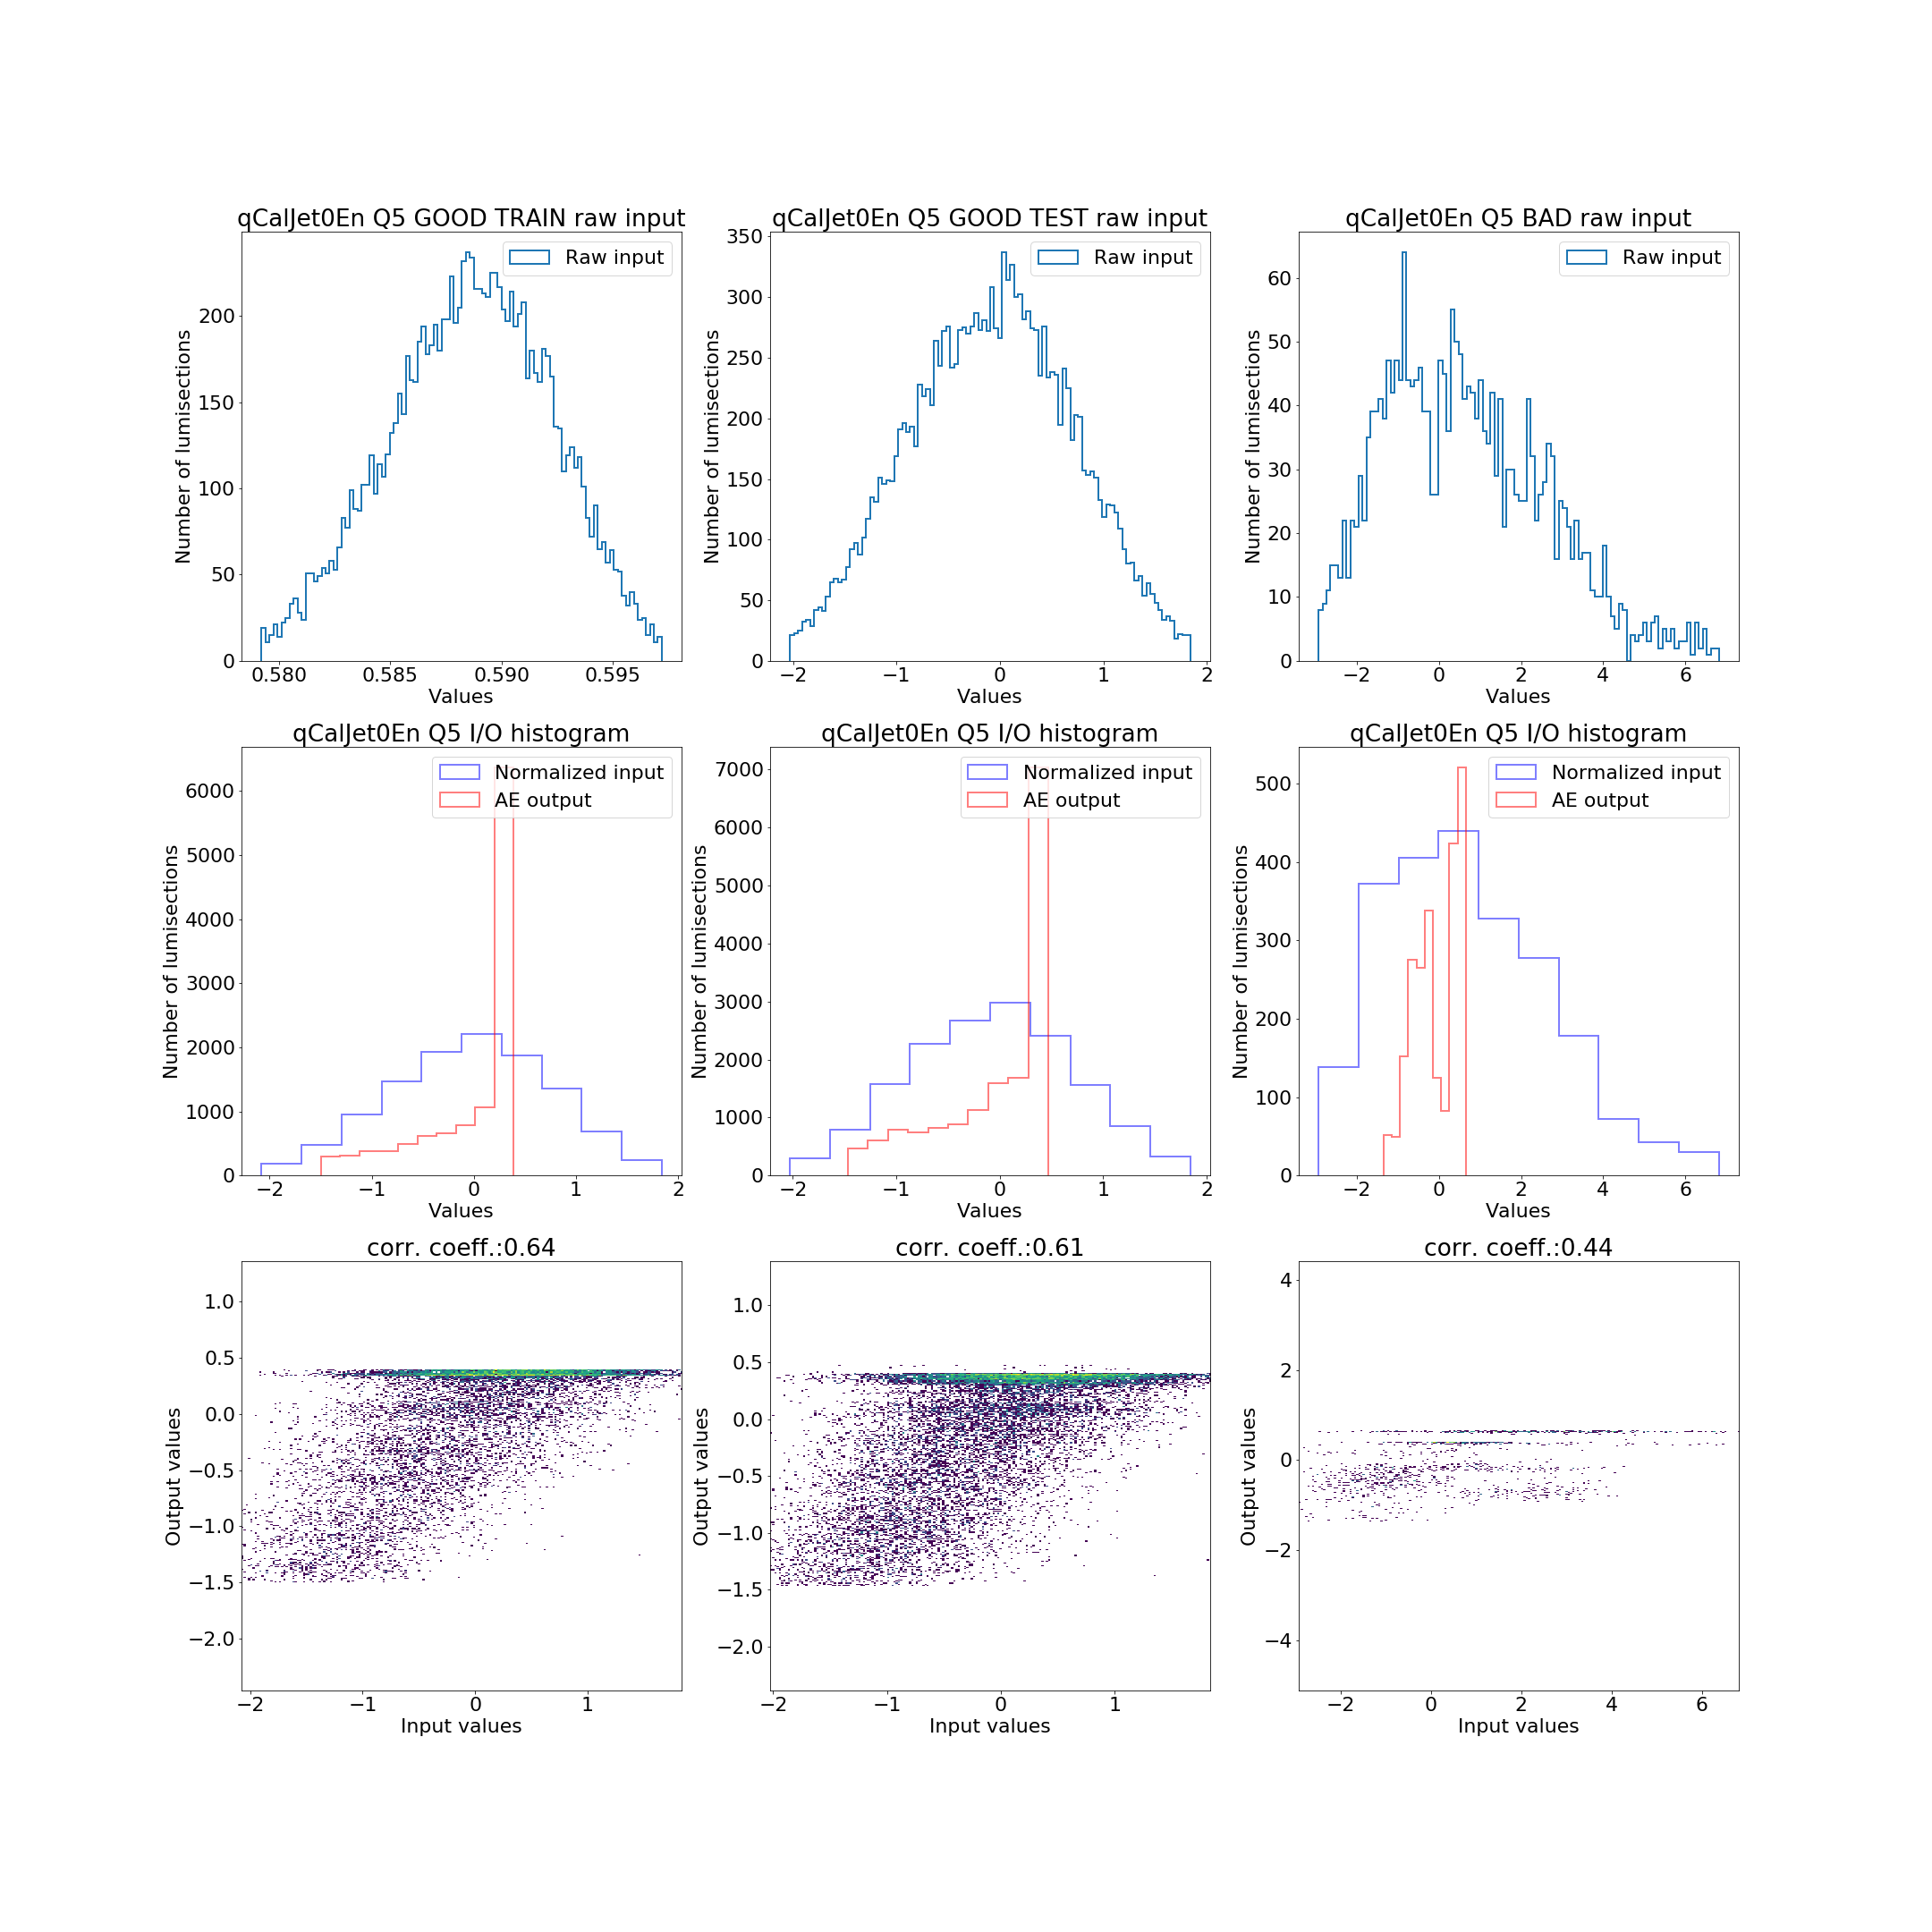 qCalJet0En Q5 GOOD TRAIN raw input
Raw input
Number of lumisections
200
150
100
50
0
0.580 0.585 0.590 0.595
Values
qCalJet0En Q5 GOOD TEST raw input
Raw input
Number of lumisections
350
300
250
200
150
100
50
0
−2 −1 0 1 2
Values
qCalJet0En Q5 BAD raw input
Raw input
Number of lumisections
60
50
40
30
20
10
0
−2 0 2 4 6
Values
qCalJet0En Q5 I/O histogram
Normalized input
AE output
Number of lumisections
6000
5000
4000
3000
2000
1000
0
−2 −1 0 1 2
Values
qCalJet0En Q5 I/O histogram
Normalized input
AE output
Number of lumisections
7000
6000
5000
4000
3000
2000
1000
0
−2 −1 0 1 2
Values
qCalJet0En Q5 I/O histogram
Normalized input
AE output
Number of lumisections
500
400
300
200
100
0
−2 0 2 4 6
Values
corr. coeff.:0.64
Output values
1.0
0.5
0.0
−0.5
−1.0
−1.5
−2.0
−2 −1 0 1
Input values
corr. coeff.:0.61
Output values
1.0
0.5
0.0
−0.5
−1.0
−1.5
−2.0
−2 −1 0 1
Input values
corr. coeff.:0.44
Output values
4
2
0
−2
−4
−2 0 2 4 6
Input values